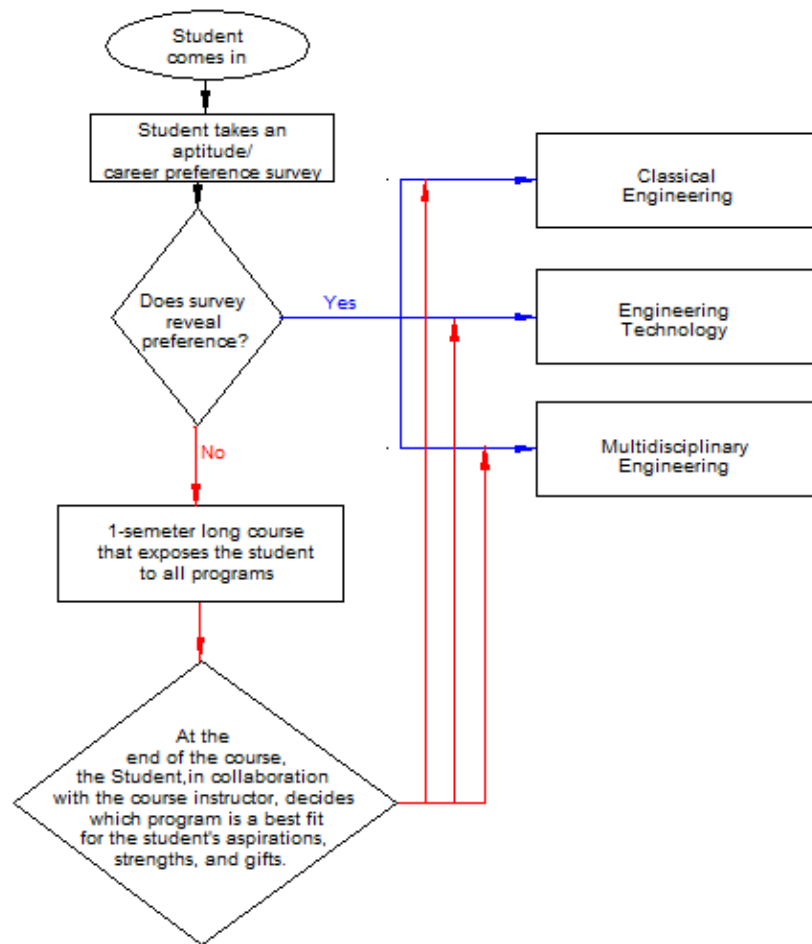 Student
comes in
Student takes an
aptitude/
career preference survey
Does survey
reveal
preference?
Yes
No
Classical
Engineering
Engineering
Technology
Multidisciplinary
Engineering
1-semeter long course
that exposes the student
to all programs
At the
end of the course,
the Student,in collaboration
with the course instructor, decides
which program is a best fit
for the student's aspirations,
strengths, and gifts.